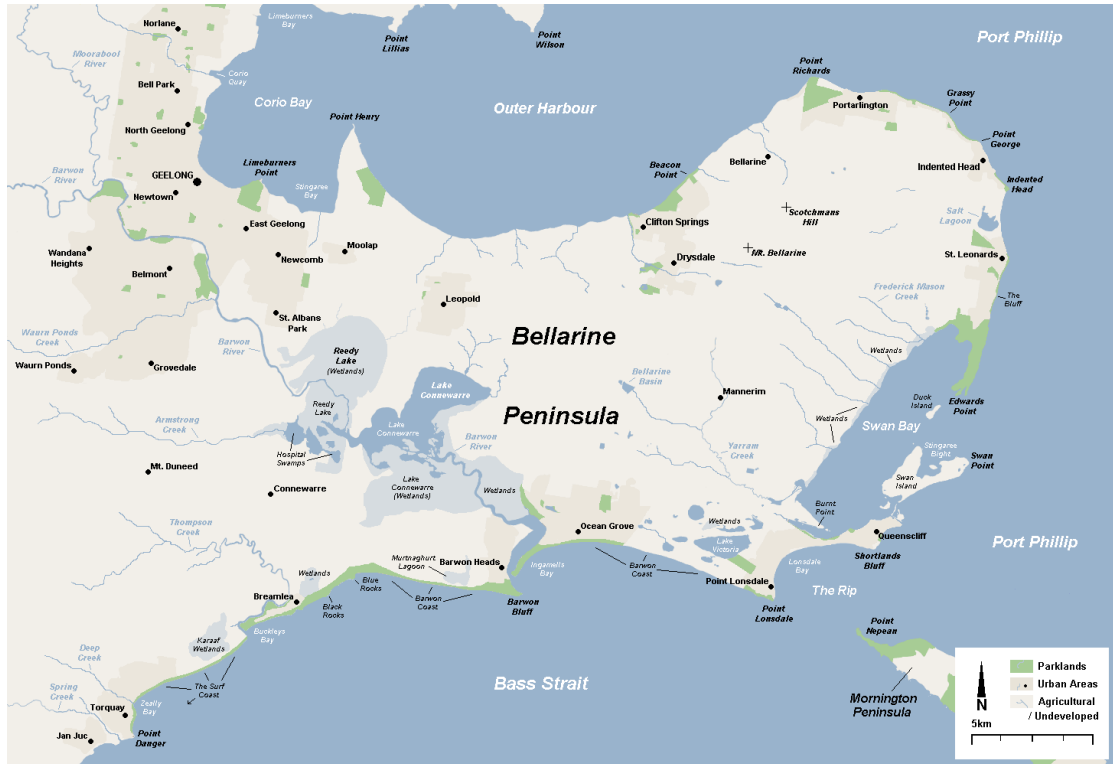 Norlane
Limeburners
Bay
Point
Lillias
Point
Wilson
Port Phillip
Moorabool
River
Corio
Quay
Bell Park
Corio Bay
Outer Harbour
Point
Richards
Portarlington
Grassy
Point
North Geelong
Point Henry
Point
George
Barwon
River
GEELONG
Limeburners
Point
Stingaree
Bay
Beacon
Point
Bellarine
Indented Head
Indented
Head
Newtown
Scotchmans
Hill
Salt
Lagoon
East Geelong
Clifton Springs
Wandana
Heights
Moolap
Mt. Bellarine
Newcomb
Drysdale
St. Leonards
Belmont
Frederick Mason
Creek
The
Bluff
Leopold
St. Albans
Park
Bellarine
Waurn Ponds
Creek
Barwon
River
Reedy
Lake
(Wetlands)
Wetlands
Waurn Ponds
Grovedale
Lake
Connewarre
Bellarine
Basin
Mannerim
Duck
Island
Edwards
Point
Reedy
Lake
Peninsula
Armstrong
Creek
Lake
Connewarre
Wetlands
Swan Bay
Barwon
River
Hospital
Swamps
Yarram
Creek
Stingaree
Bight
Swan
Point
Mt. Duneed
Lake
Connewarre
(Wetlands)
Swan
Island
Connewarre
Wetlands
Burnt
Point
Thompson
Creek
Ocean Grove
Wetlands
Queenscliff
Lake
Victoria
Port Phillip
Murtnaghurt
Lagoon
Barwon Heads
Ingamells
Bay
Barwon
Coast
Lonsdale
Bay
Shortlands
Bluff
Wetlands
Blue
Rocks
Point Lonsdale
The Rip
Breamlea
Black
Rocks
Barwon
Coast
Barwon
Bluff
Point
Lonsdale
Buckleys
Bay
Point
Nepean
Karaaf
Wetlands
Deep
Creek
The Surf
Coast
Bass Strait
Spring
Creek
Zeally
Bay
Mornington
Peninsula
Torquay
Jan Juc
Point
Danger
Parklands
Urban Areas
Agricultural
/ Undeveloped
N
5km